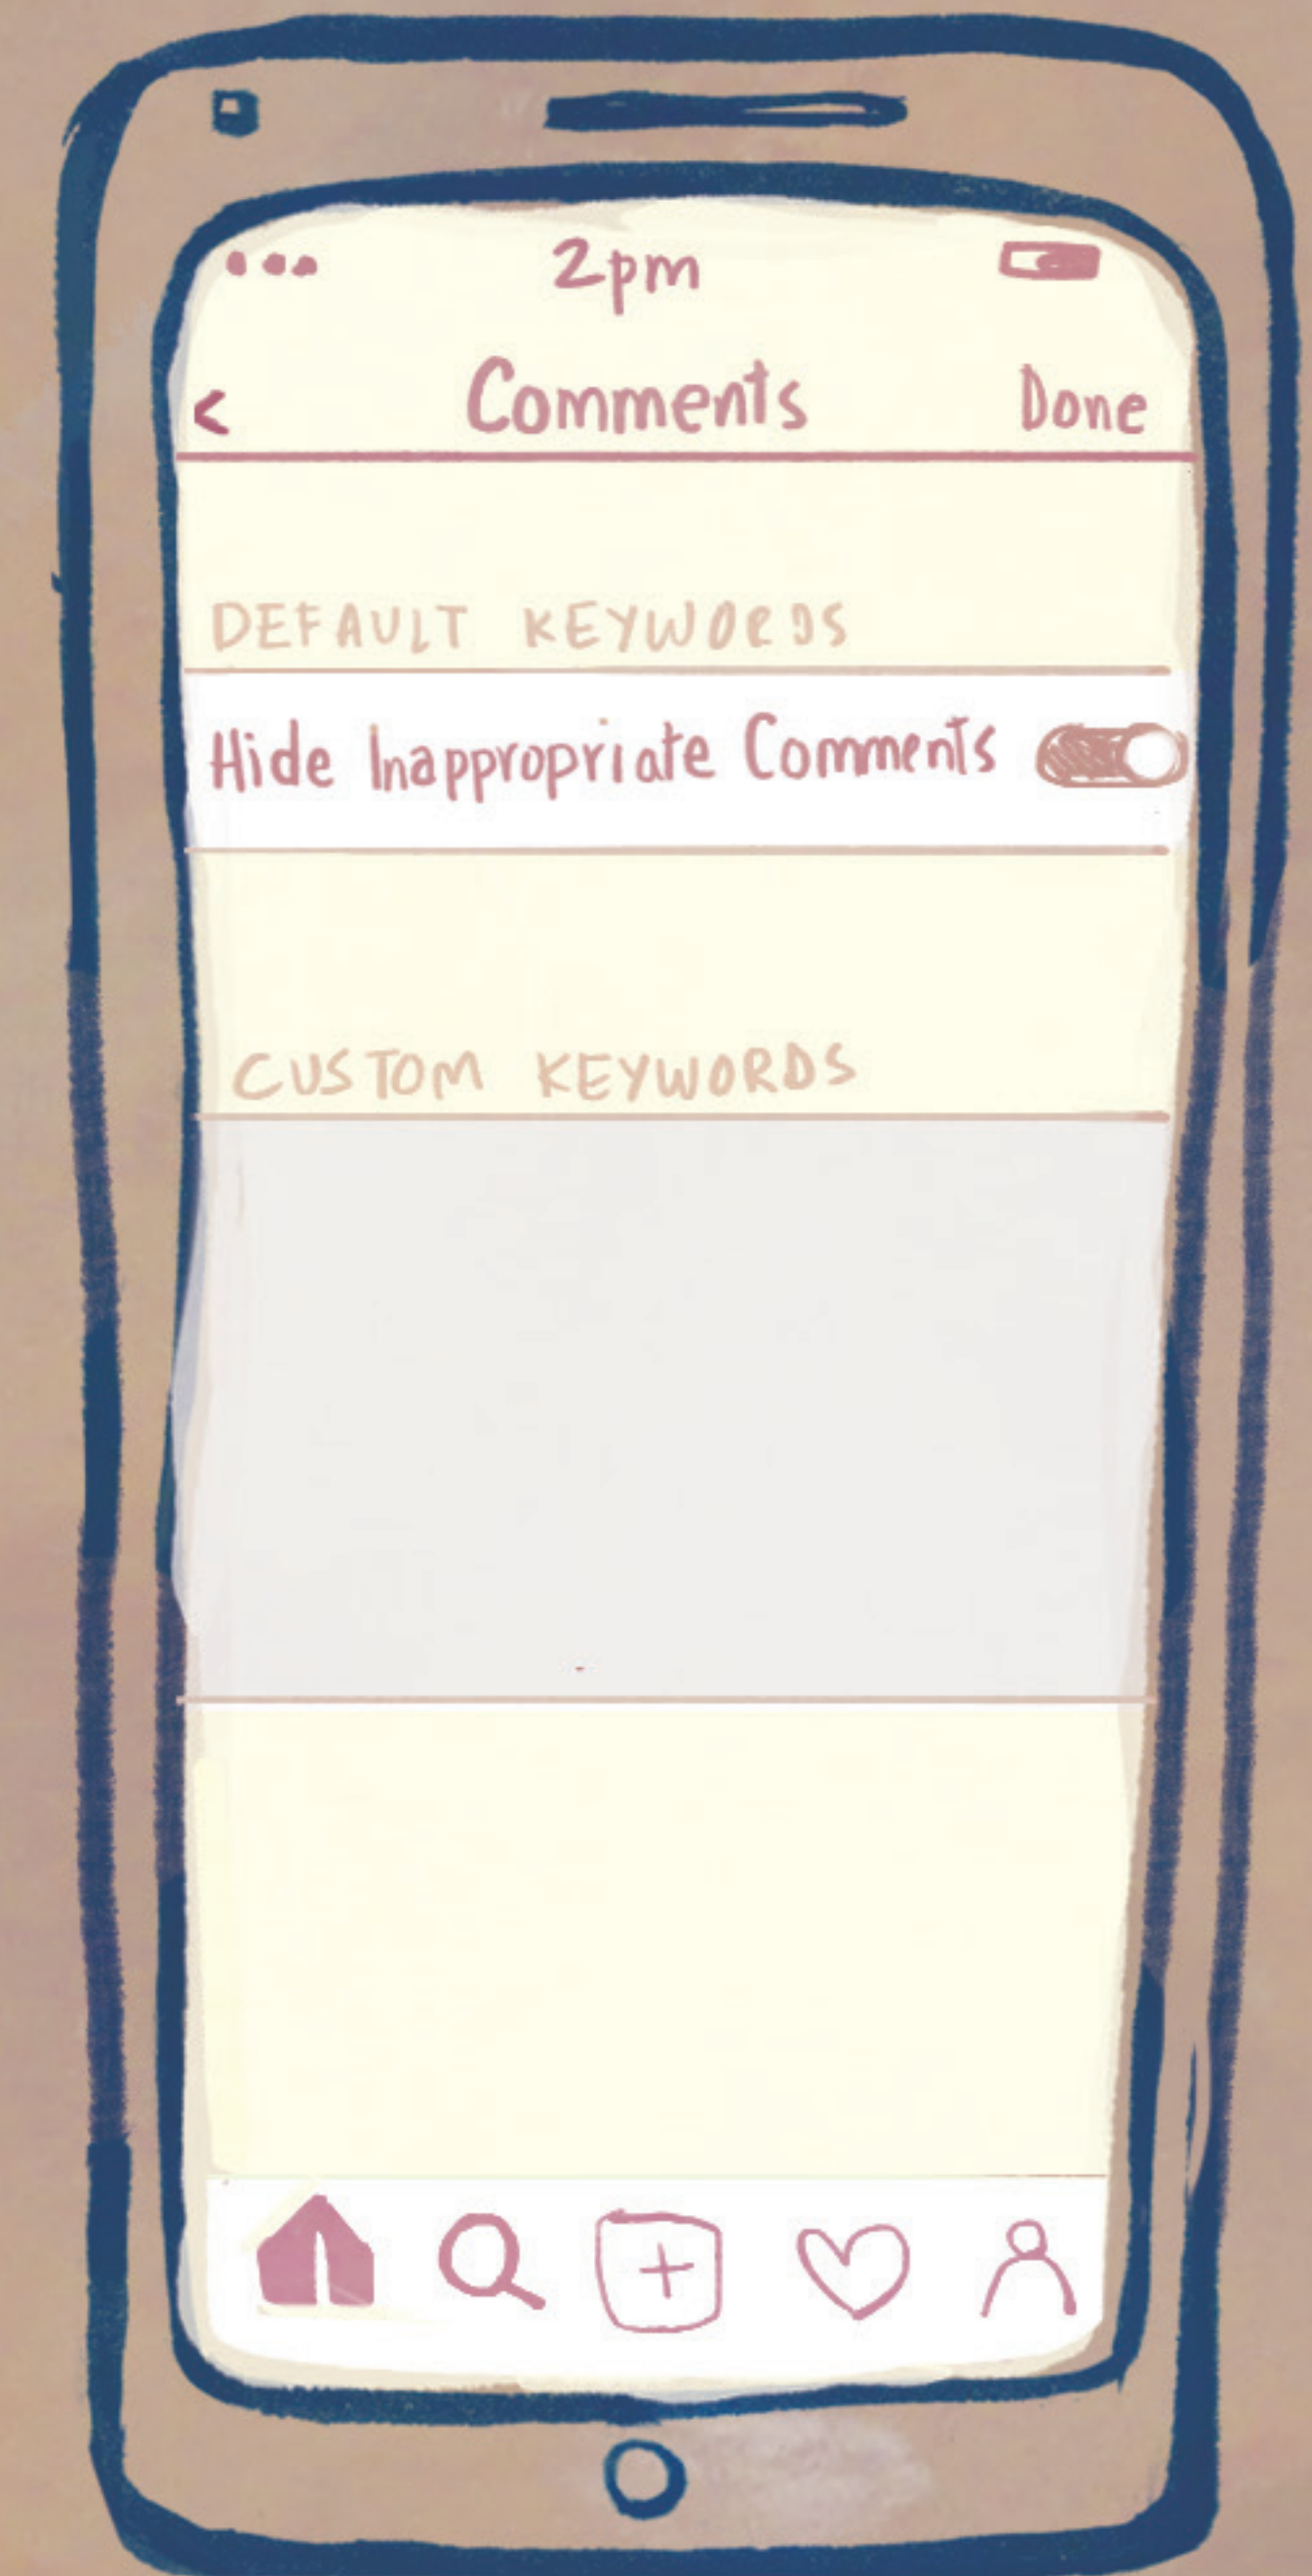 2pm
< Comments Done
DEFAULT KEYWORDS
Hide Inappropriate Comments
CUSTOM KEYWORDS